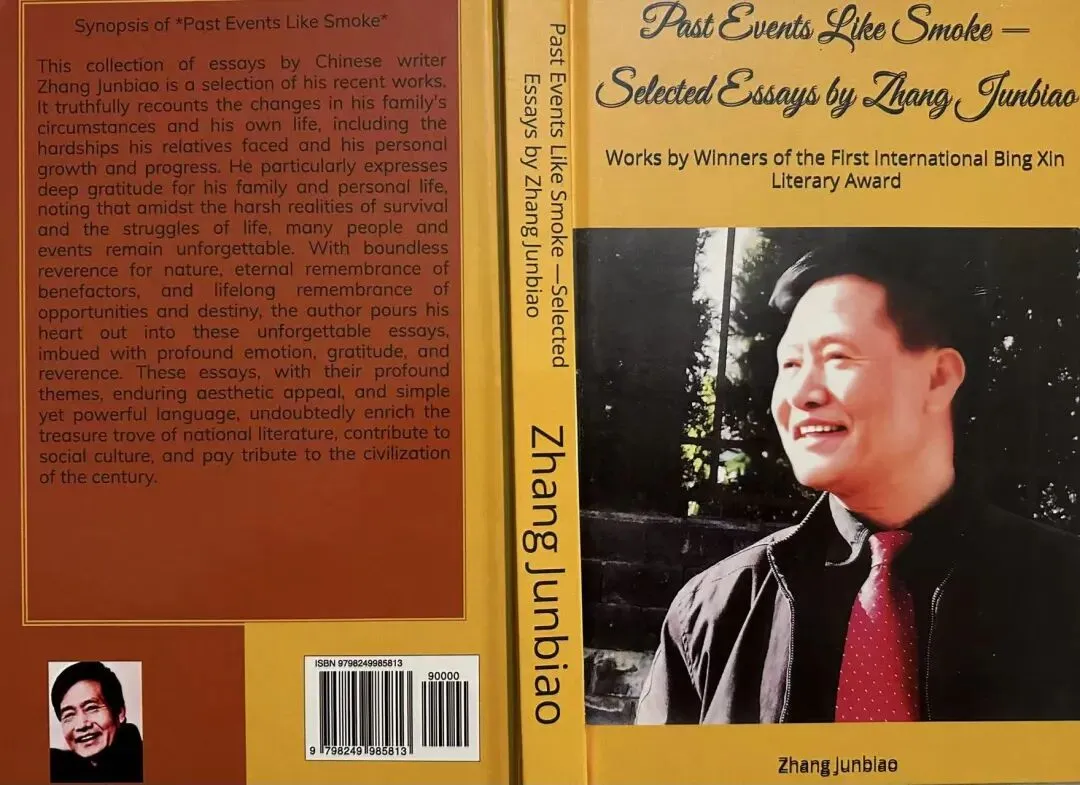 Synopsis of *Past Events Like Smoke*
This collection of essays by Chinese writer
Zhang Junbiao is a selection of his recent works.
It truthfully recounts the changes in his family's
circumstances and his own life, including the
hardships his relatives faced and his personal
growth and progress. He particularly expresses
deep gratitude for his family and personal life,
noting that amidst the harsh realities of survival
and the struggles of life, many people and
events remain unforgettable. With boundless
reverence for nature, eternal remembrance of
benefactors, and lifelong remembrance of
opportunities and destiny, the author pours his
heart out into these unforgettable essays,
imbued with profound emotion, gratitude, and
reverence. These essays, with their profound
themes, enduring aesthetic appeal, and simple
yet powerful language, undoubtedly enrich the
treasure trove of national literature, contribute to
social culture, and pay tribute to the civilization
of the century.
ISBN 9798249985813
90000
9 798249 985813
Past Events Like Smoke —Selected
Essays by Zhang Junbiao
Zhang Junbiao
Past Events Like Smoke —
Selected Essays by Zhang Junbiao
Works by Winners of the First International Bing Xin
Literary Award
Zhang Junbiao